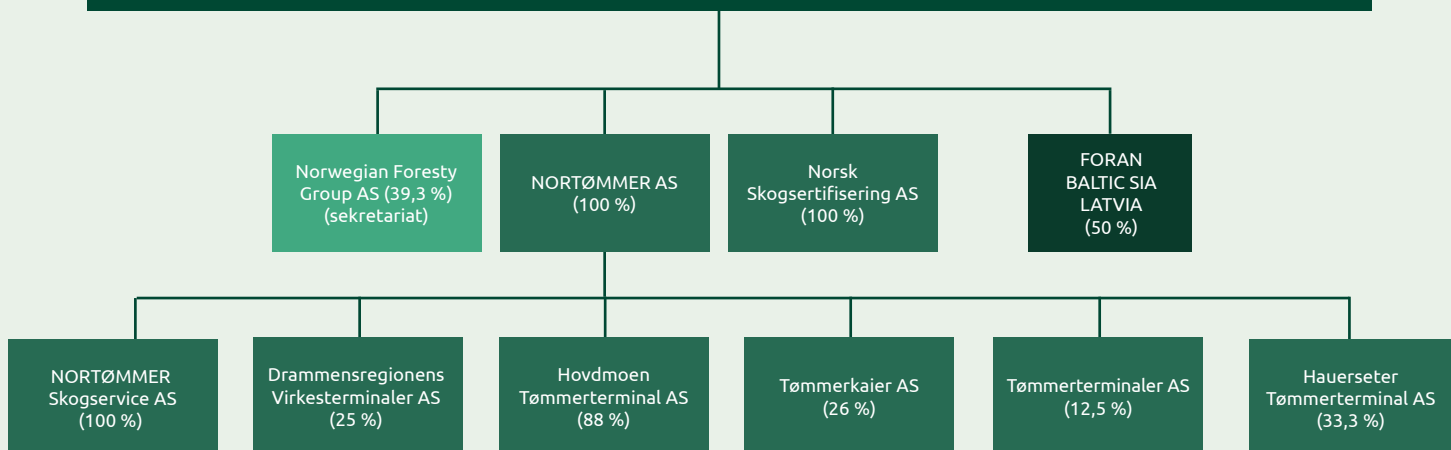 Norwegian Foresty
Group AS (39,3 %)
(sekretariat)
NORTØMMER AS
(100 %)
Norsk
Skogsertifisering AS
(100 %)
FORAN
BALTIC SIA
LATVIA
(50 %)
NORTØMMER
Skogservice AS
(100 %)
Drammensregionens
Virkesterminaler AS
(25 %)
Hovdmoen
Tømmerterminal AS
(88 %)
Tømmerkaier AS
(26 %)
Tømmerterminaler AS
(12,5 %)
Hauerseter
Tømmerterminal AS
(33,3 %)